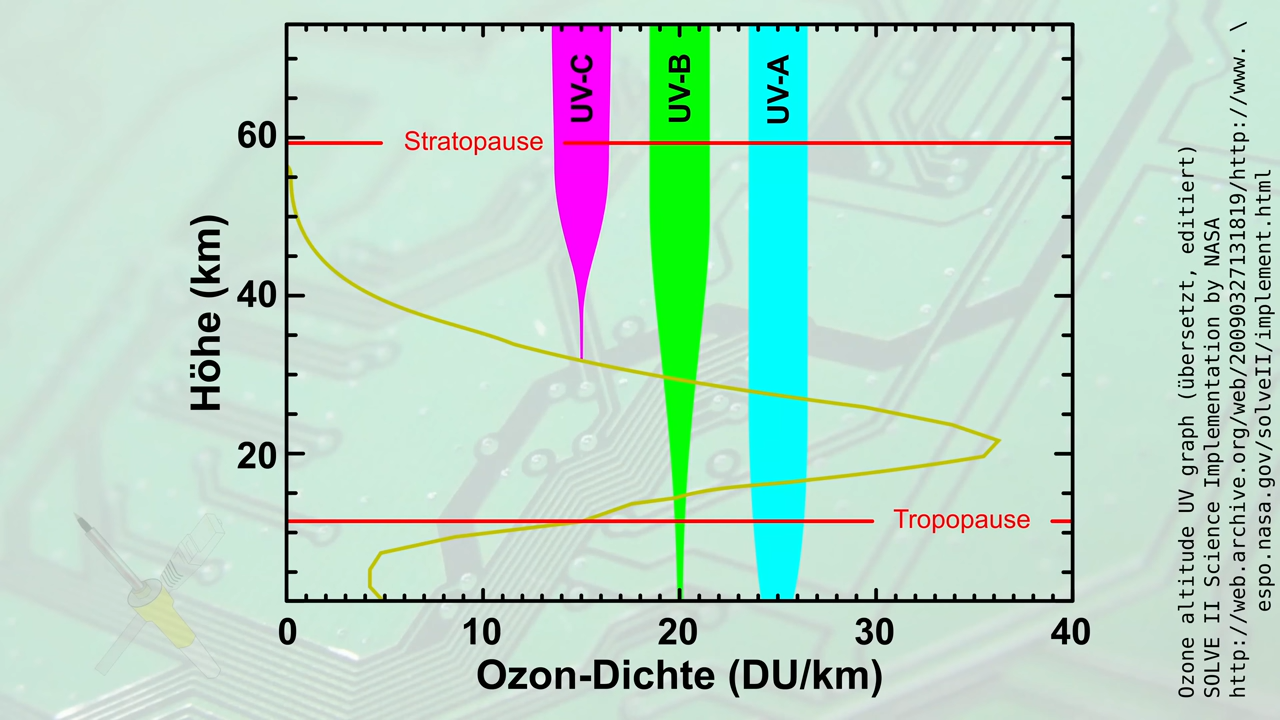 UV-C
UV-B
UV-A
60
Stratopause
40
20
Höhe (km)
Tropopause
0
10
20
30
40
Ozon-Dichte (DU/km)
Ozone altitude UV graph (übersetzt, editiert)
SOLVE II Science Implementation by NASA
http://web.archive.org/web/20090327131819/http://www. \
espo.nasa.gov/solveII/implement.html